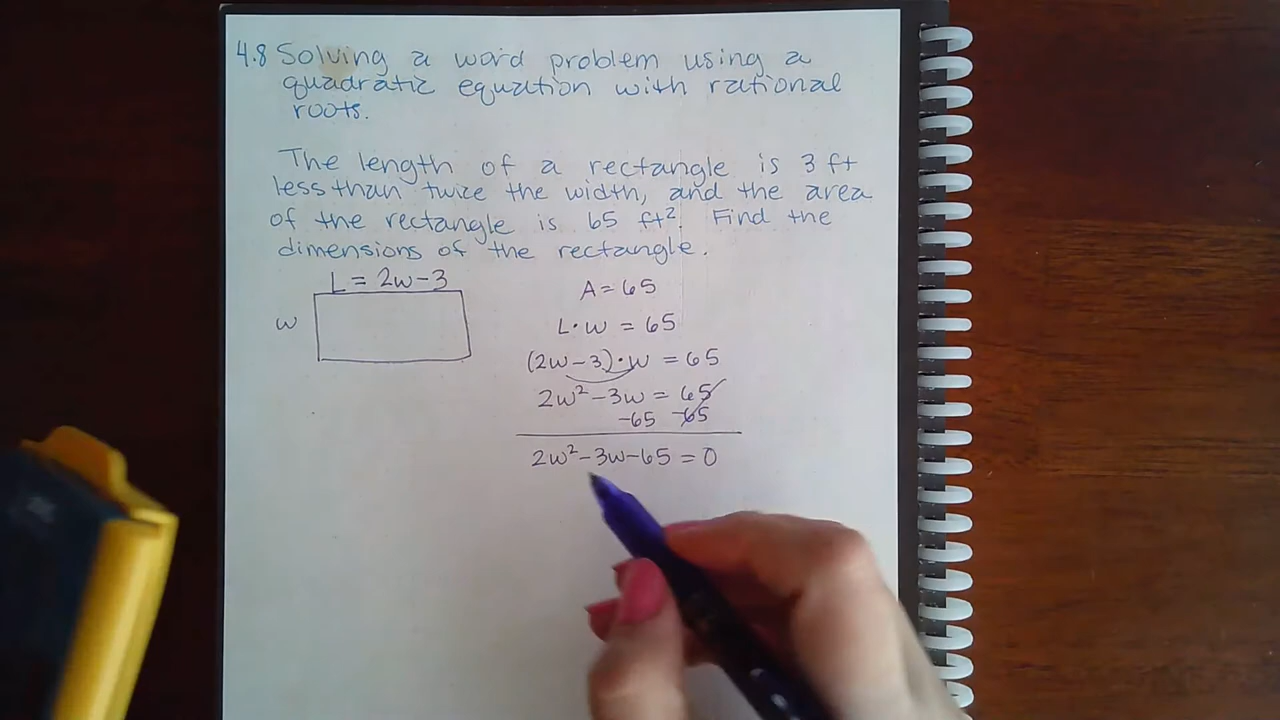 4.8 Solving a word problem using a
quadratic equation with rational
roots.
The length of a rectangle is 3 ft
less than twice the width, and the area
of the rectangle is 65 ft². Find the
dimensions of the rectangle.
L = 2w-3
w
A = 65
L·w = 65
(2w-3)·w = 65
2w²-3w = 65
-65 -65
2w²-3w-65 = 0